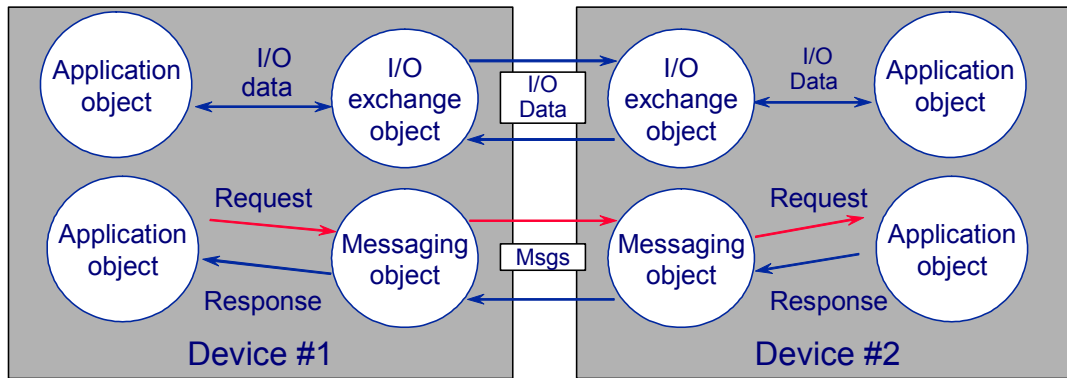 Application
object
I/O
data
I/O
exchange
object
I/O
Data
I/O
exchange
object
I/O
Data
Application
object
Application
object
Request
Response
Messaging
object
Msgs
Messaging
object
Request
Response
Application
object
Device #1
Device #2